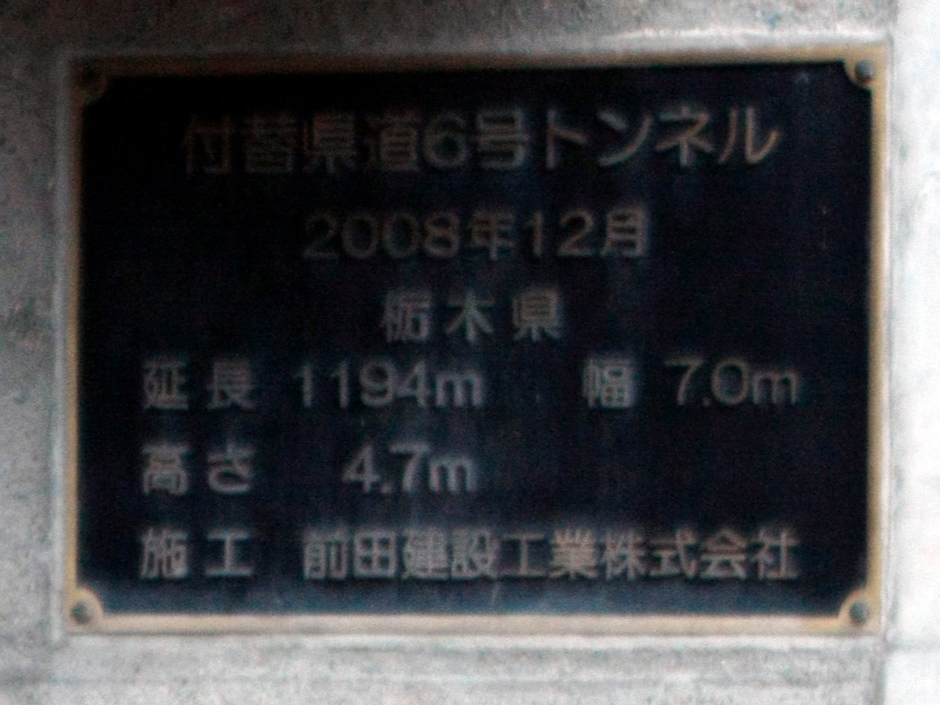 付替県道6号トンネル
2008年12月
栃木県
延長 1194m 幅 7.0m
高さ 4.7m
施工 前田建設工業株式会社